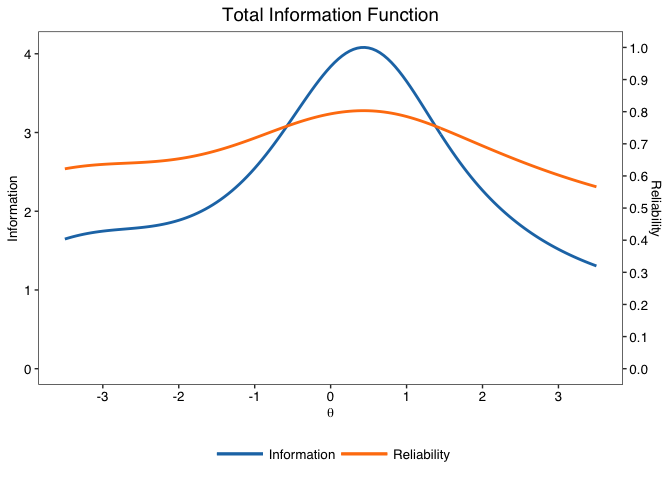 Total Information Function
Information
4
3
2
1
0
1.0
0.9
0.8
0.7
0.6
0.5
0.4
0.3
0.2
0.1
0.0
Reliability
-3 -2 -1 0 1 2 3
θ
Information Reliability